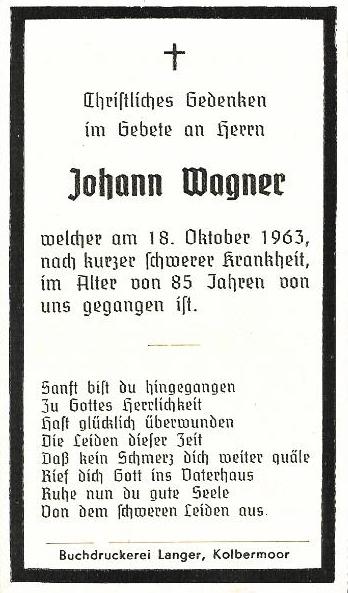 Christliches Gedenken
im Gebete an Herrn
Johann Wagner
welcher am 18. Oktober 1963,
nach kurzer schwerer Krankheit,
im Alter von 85 Jahren von
uns gegangen ist.
Sanft bist du hingegangen
Zu Gottes Herrlichkeit
Hast glücklich überwunden
Die Leiden dieser Zeit
Daß kein Schmerz dich weiter quäle
Rief dich Gott ins Vaterhaus
Ruhe nun du gute Seele
Von dem schweren Leiden aus.
Buchdruckerei Langer, Kolbermoor